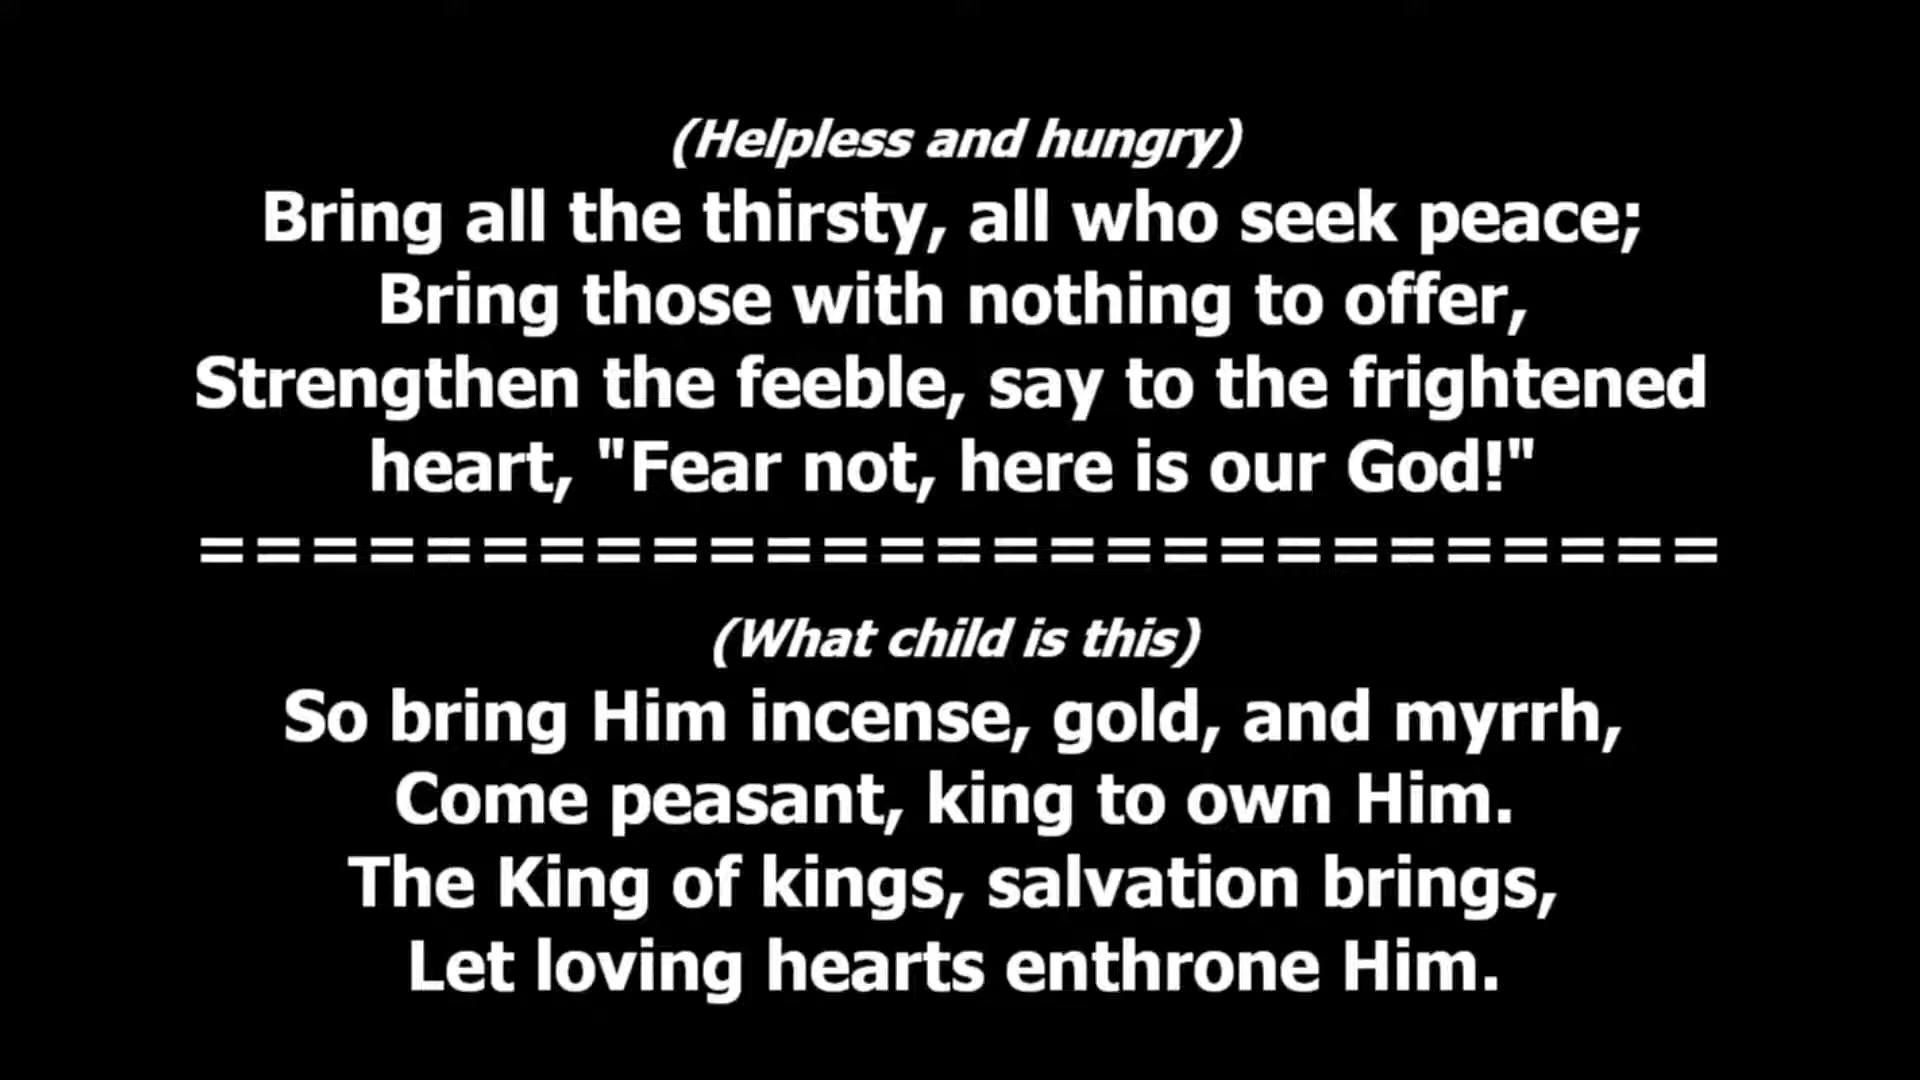 (Helpless and hungry)
Bring all the thirsty, all who seek peace;
Bring those with nothing to offer,
Strengthen the feeble, say to the frightened
heart, "Fear not, here is our God!"
===========================
(What child is this)
So bring Him incense, gold, and myrrh,
Come peasant, king to own Him.
The King of kings, salvation brings,
Let loving hearts enthrone Him.